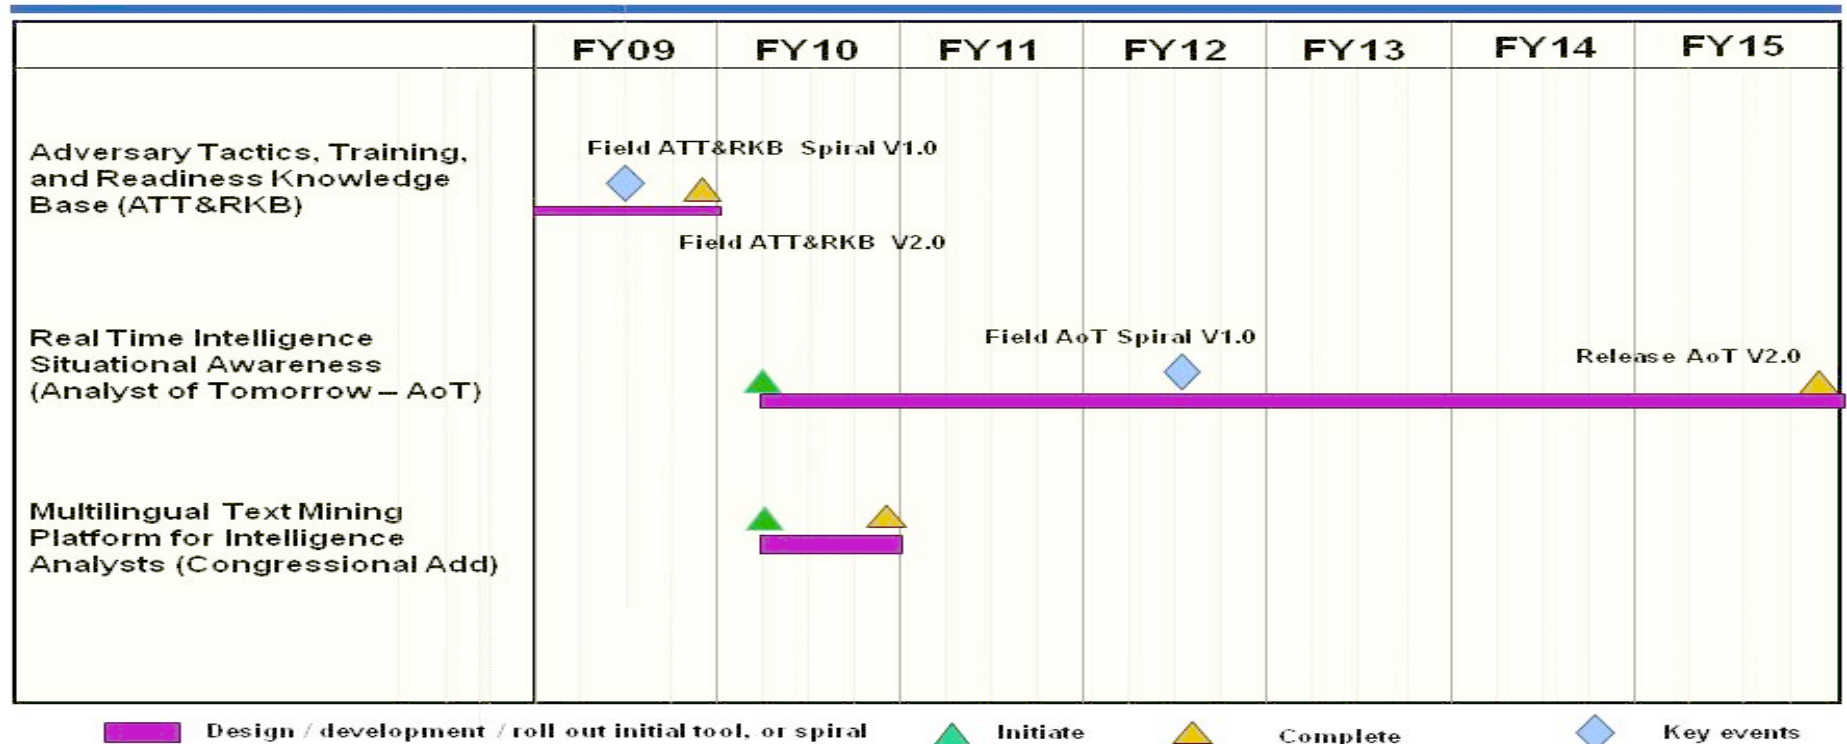 FY09 FY10 FY11 FY12 FY13 FY14 FY15
Adversary Tactics, Training,
and Readiness Knowledge
Base (ATT&RKB)
Field ATT&RKB Spiral V1.0
Field ATT&RKB V2.0
Real Time Intelligence
Situational Awareness
(Analyst of Tomorrow – AoT)
Field AoT Spiral V1.0
Release AoT V2.0
Multilingual Text Mining
Platform for Intelligence
Analysts (Congressional Add)
Design / development / roll out initial tool, or spiral Initiate Complete Key events